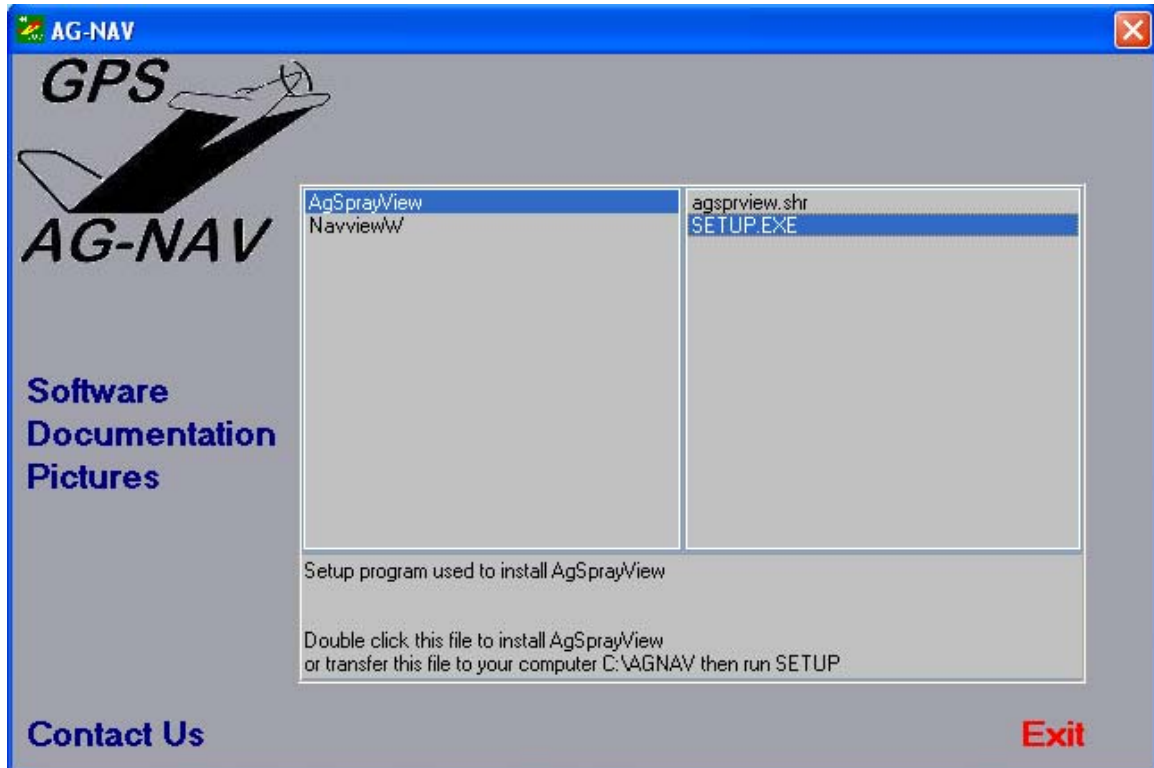 AG-NAV
GPS
AG-NAV
AgSprayView
NavviewW
agsprview.shr
SETUP.EXE
Software
Documentation
Pictures
Setup program used to install AgSprayView
Double click this file to install AgSprayView
or transfer this file to your computer C:\AGNAV then run SETUP
Contact Us
Exit